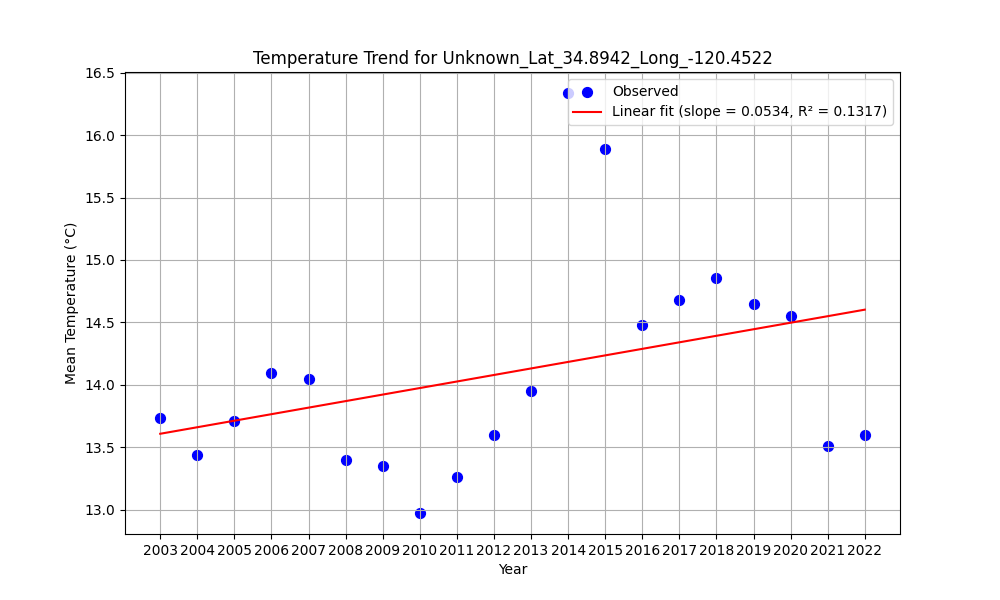 Temperature Trend for Unknown_Lat_34.8942_Long_-120.4522
Observed
Linear fit (slope = 0.0534, R² = 0.1317)
Mean Temperature (°C)
16.5
16.0
15.5
15.0
14.5
14.0
13.5
13.0
2003 2004 2005 2006 2007 2008 2009 2010 2011 2012 2013 2014 2015 2016 2017 2018 2019 2020 2021 2022
Year